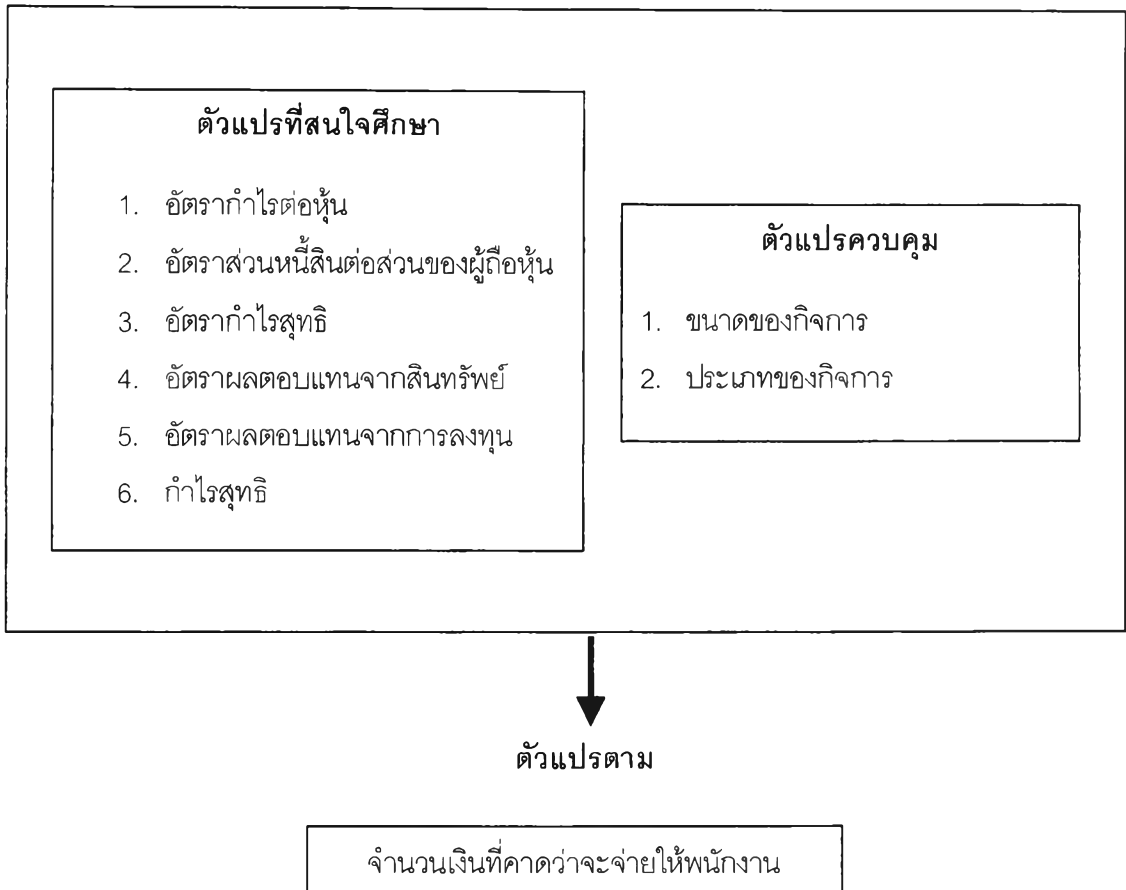 ตัวแปรที่สนใจศึกษา
1. อัตรากำไรต่อหุ้น
2. อัตราส่วนหนี้สินต่อส่วนของผู้ถือหุ้น
3. อัตรากำไรสุทธิ
4. อัตราผลตอบแทนจากสินทรัพย์
5. อัตราผลตอบแทนจากการลงทุน
6. กำไรสุทธิ
ตัวแปรควบคุม
1. ขนาดของกิจการ
2. ประเภทของกิจการ
ตัวแปรตาม
จำนวนเงินที่คาดว่าจะจ่ายให้พนักงาน